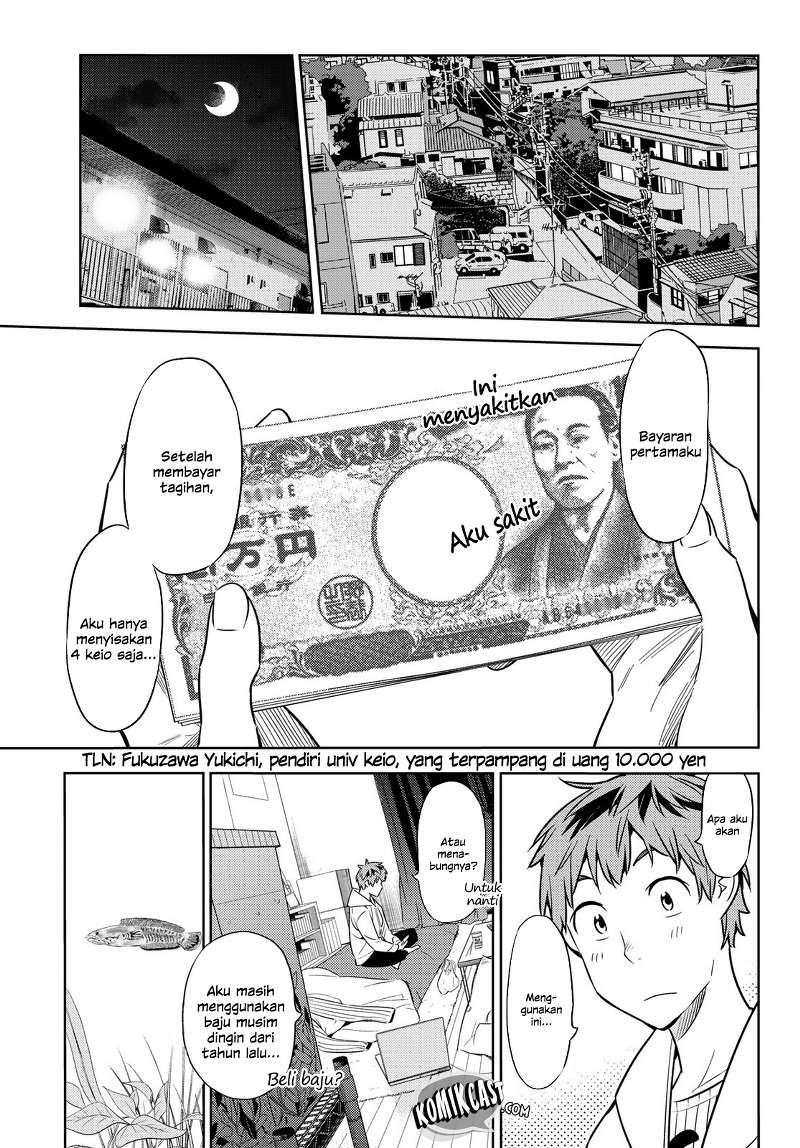 Bayaran
pertamaku
Ini
menyakitkan
Aku sakit
Setelah
membayar
tagihan,
Aku hanya
menyisakan
4 keio saja...
万円
TLN: Fukuzawa Yukichi, pendiri univ keio, yang terpampang di uang 10.000 yen
Apa aku
akan
Meng-
gunakan
ini...
Atau
mena-
bungnya?
Untuk
nanti
Aku masih
menggunakan
baju musim
dingin dari
tahun lalu...
Beli baju?
KOMIKCAST
.COM